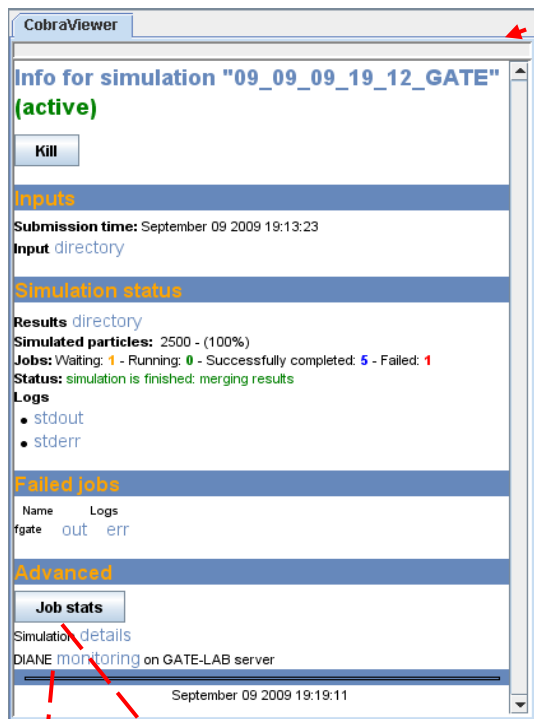 CobraViewer
Info for simulation "09_09_09_19_12_GATE"
(active)
Kill
Inputs
Submission time: September 09 2009 19:13:23
Input directory
Simulation status
Results directory
Simulated particles: 2500 - (100%)
Jobs: Waiting: 1 - Running: 0 - Successfully completed: 5 - Failed: 1
Status: simulation is finished: merging results
Logs
• stdout
• stderr
Failed jobs
Name Logs
fgate out err
Advanced
Job stats
Simulation details
DIANE monitoring on GATE-LAB server
September 09 2009 19:19:11